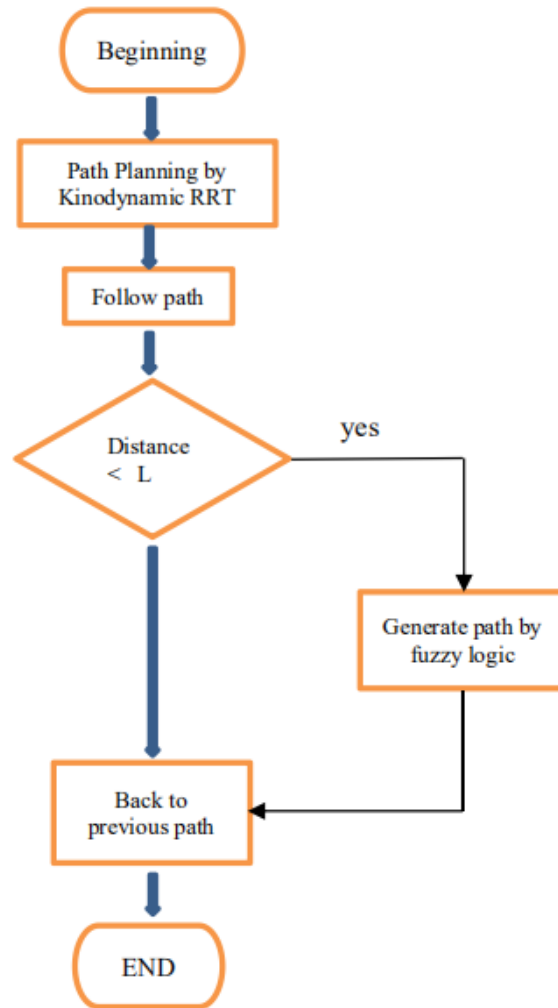 Beginning
Path Planning by
Kinodynamic RRT
Follow path
Distance
< L
yes
Generate path by
fuzzy logic
Back to
previous path
END